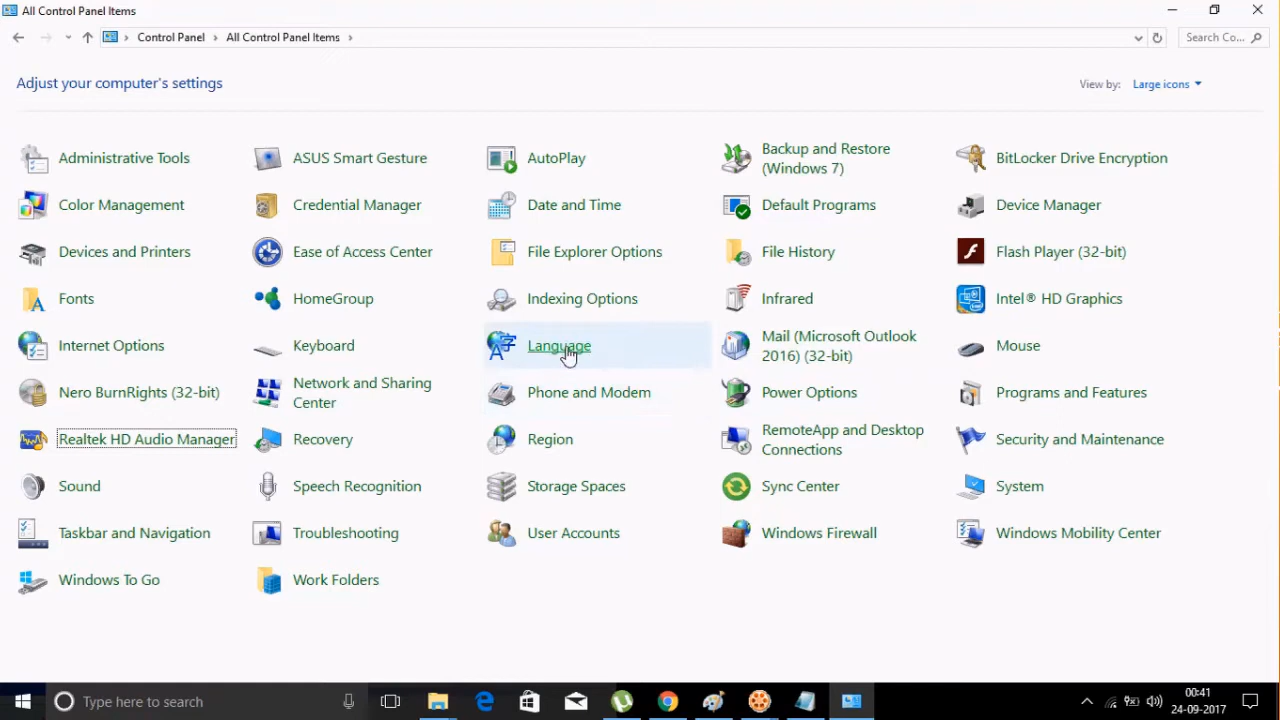 All Control Panel Items
Control Panel › All Control Panel Items ›
Search Co...
Adjust your computer's settings
View by: Large icons
Administrative Tools
ASUS Smart Gesture
AutoPlay
Backup and Restore
(Windows 7)
BitLocker Drive Encryption
Color Management
Credential Manager
Date and Time
Default Programs
Device Manager
Devices and Printers
Ease of Access Center
File Explorer Options
File History
Flash Player (32-bit)
Fonts
HomeGroup
Indexing Options
Infrared
Intel® HD Graphics
Internet Options
Keyboard
Language
Mail (Microsoft Outlook
2016) (32-bit)
Mouse
Nero BurnRights (32-bit)
Network and Sharing
Center
Phone and Modem
Power Options
Programs and Features
Realtek HD Audio Manager
Recovery
Region
RemoteApp and Desktop
Connections
Security and Maintenance
Sound
Speech Recognition
Storage Spaces
Sync Center
System
Taskbar and Navigation
Troubleshooting
User Accounts
Windows Firewall
Windows Mobility Center
Windows To Go
Work Folders
Type here to search
00:41
24-09-2017